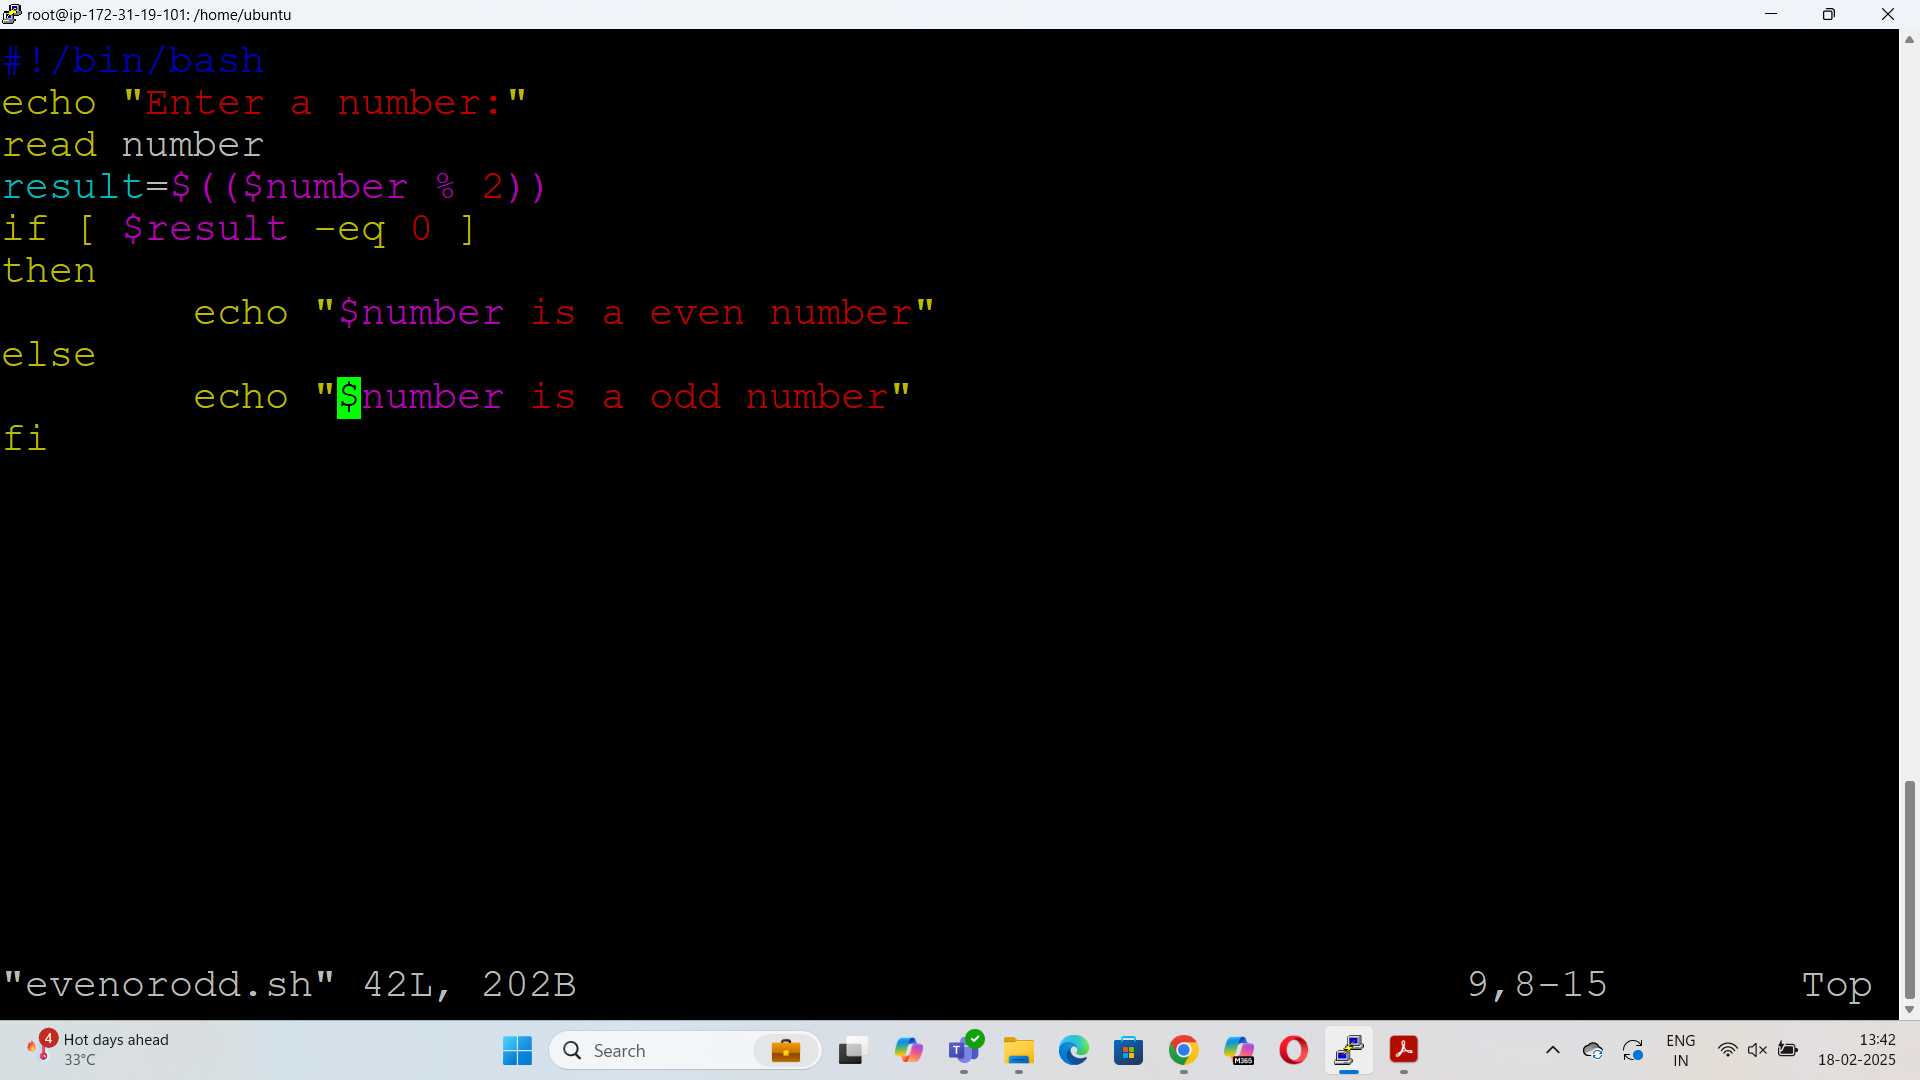 root@ip-172-31-19-101: /home/ubuntu
#!/bin/bash
echo "Enter a number:"
read number
result=$(($number % 2))
if [ $result -eq 0 ]
then
        echo "$number is a even number"
else
        echo "$number is a odd number"
fi
"evenorodd.sh" 42L, 202B 9,8-15 Top
4
Hot days ahead
33°C
Search
T
M365
ENG
IN
13:42
18-02-2025